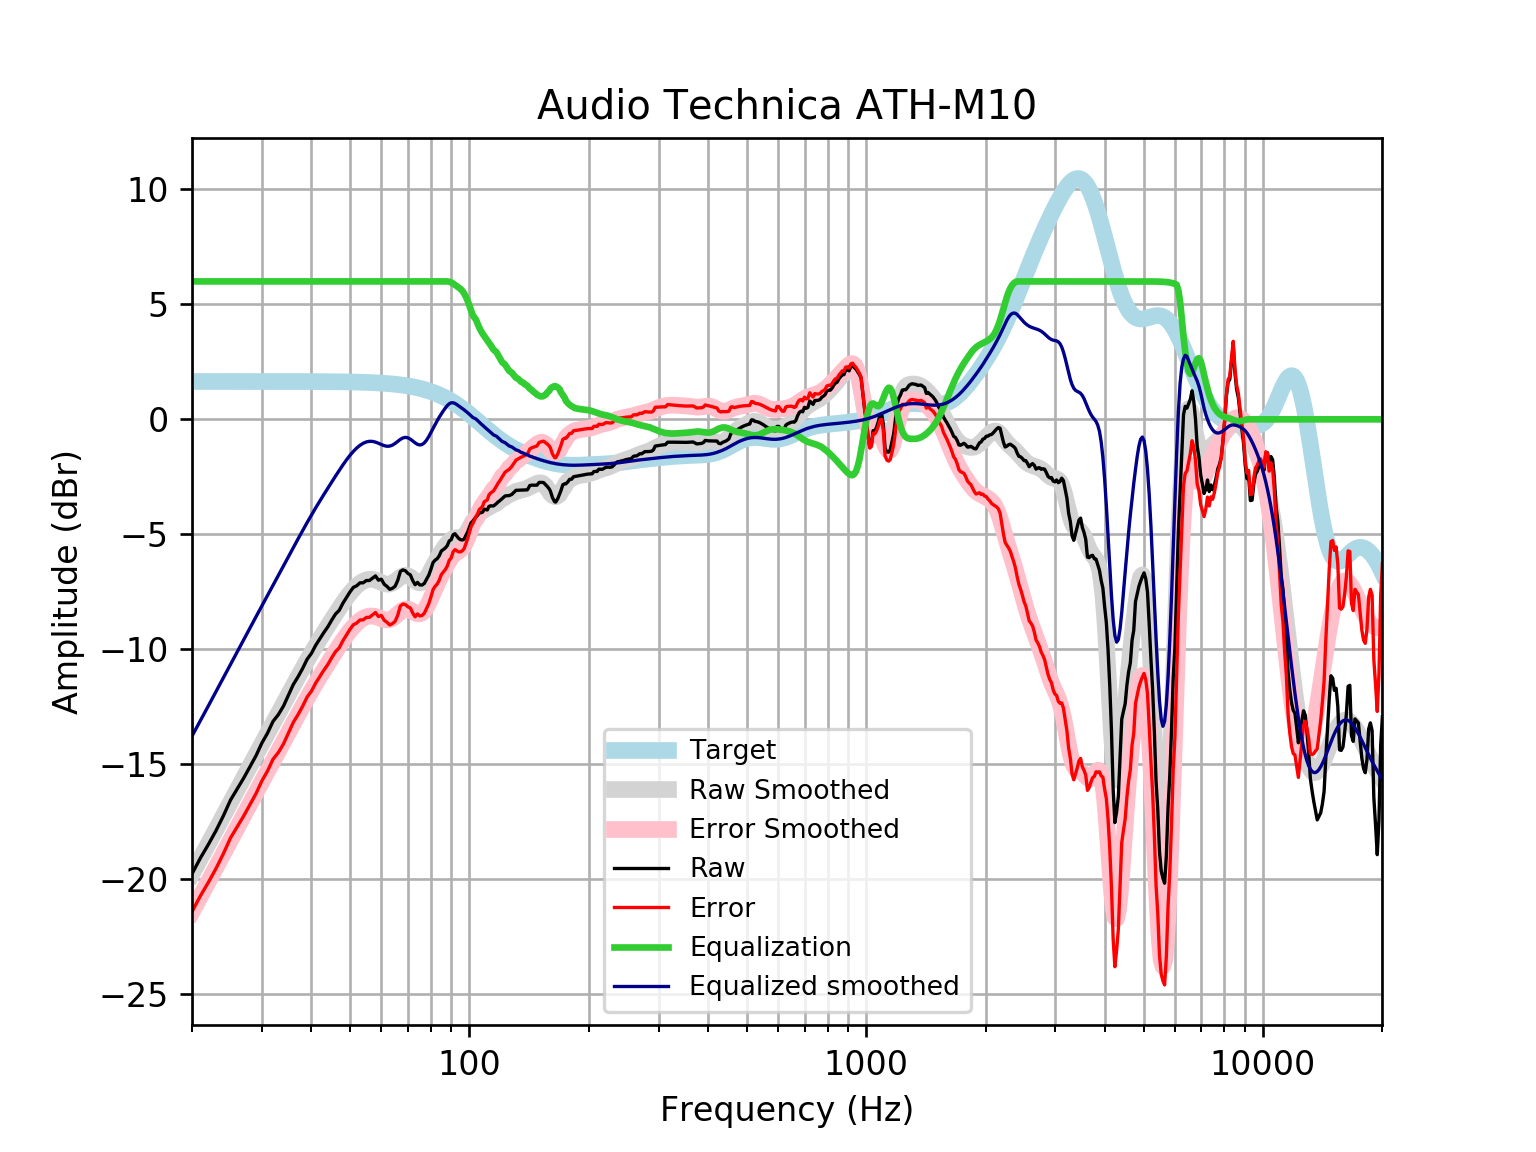 Audio Technica ATH-M10
Amplitude (dBr)
10
5
0
−5
−10
−15
−20
−25
Target
Raw Smoothed
Error Smoothed
Raw
Error
Equalization
Equalized smoothed
100
1000
10000
Frequency (Hz)